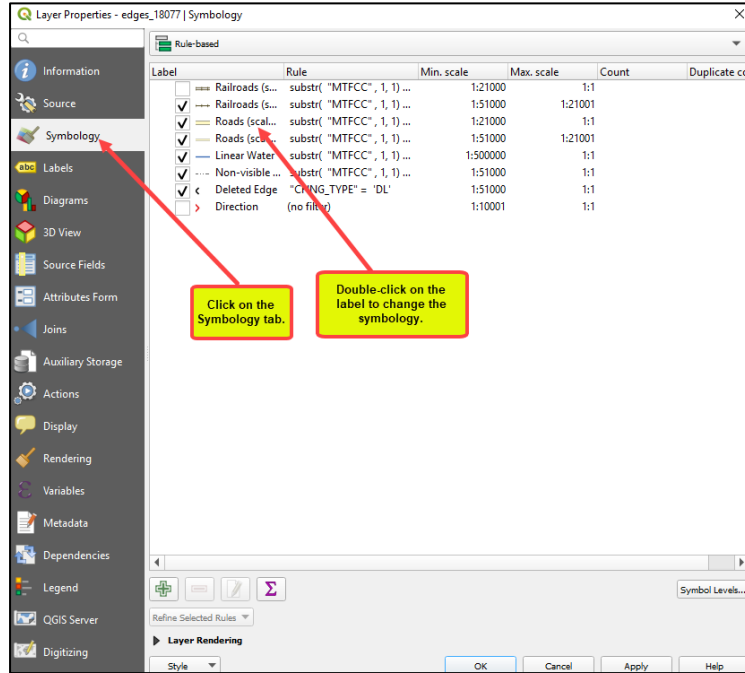 Layer Properties - edges_18077 | Symbology
Rule-based
Information
Source
Symbology
Labels
Diagrams
3D View
Source Fields
Attributes Form
Joins
Auxiliary Storage
Actions
Display
Rendering
Variables
Metadata
Dependencies
Legend
QGIS Server
Digitizing
Label Rule Min. scale Max. scale Count Duplicate co
Railroads (s... substr( "MTFCC" , 1, 1) ... 1:21000 1:1
Railroads (s... substr( "MTFCC" , 1, 1) ... 1:51000 1:21001
Roads (scal... substr( "MTFCC" , 1, 1) ... 1:21000 1:1
Roads substr( "MTFCC" , 1, 1) ... 1:51000 1:21001
Linear Water substr( "MTFCC" , 1, 1) ... 1:500000 1:1
Non-visible ... substr( "MTFCC" , 1, 1) ... 1:51000 1:1
Deleted Edge "CHNG_TYPE" = 'DL' 1:51000 1:1
Direction (no filter) 1:10001 1:1
Click on the
Symbology tab.
Double-click on the
label to change the
symbology.
Symbol Levels...
Refine Selected Rules
Layer Rendering
Style OK Cancel Apply Help
abc